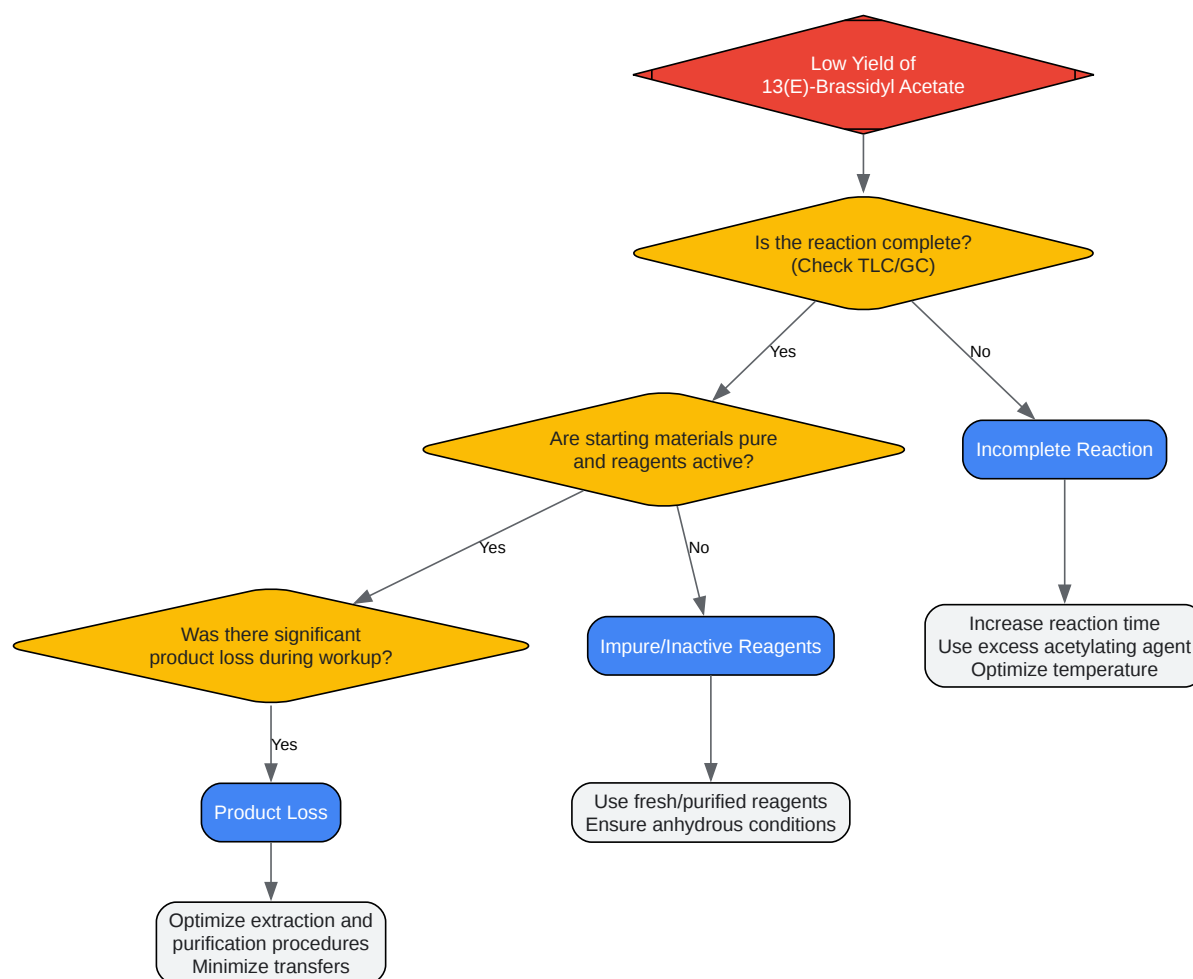 Low Yield of
13(E)-Brassidyl Acetate
Is the reaction complete?
(Check TLC/GC)
Yes
No
Are starting materials pure
and reagents active?
Incomplete Reaction
Yes
No
Increase reaction time
Use excess acetylating agent
Optimize temperature
Was there significant
product loss during workup?
Impure/Inactive Reagents
Yes
Product Loss
Use fresh/purified reagents
Ensure anhydrous conditions
Optimize extraction and
purification procedures
Minimize transfers